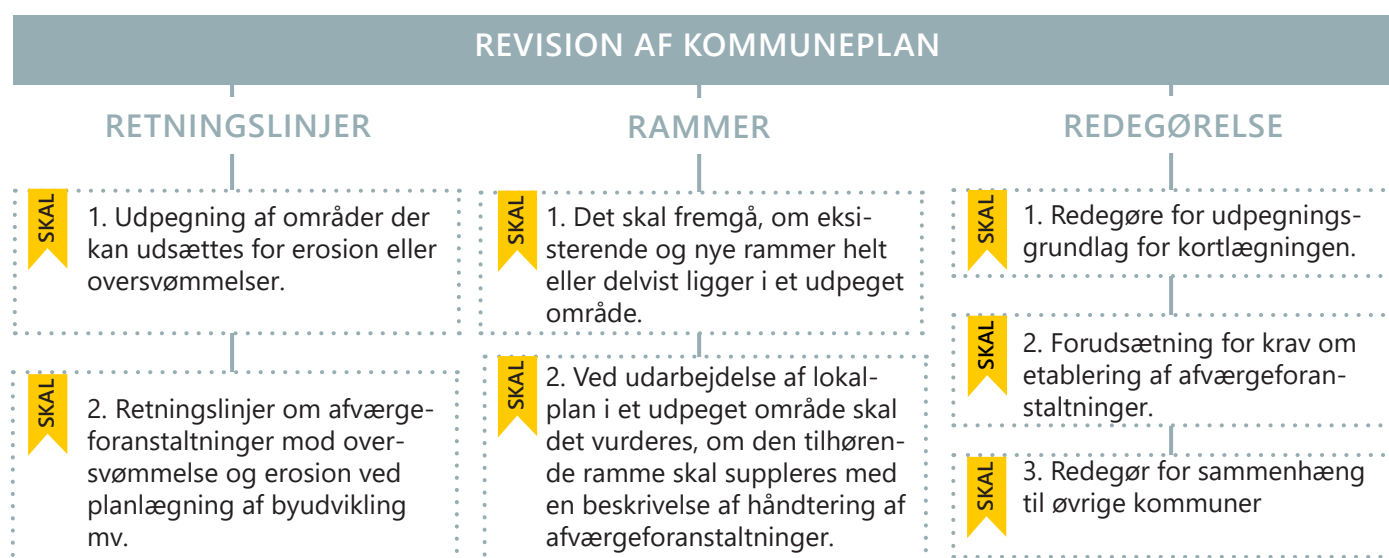 REVISION AF KOMMUNEPLAN
RETNINGSLINJER
SKAL
1. Udpegning af områder der
kan udsættes for erosion eller
oversvømmelser.
SKAL
2. Retningslinjer om afværge-
foranstaltninger mod over-
svømmelse og erosion ved
planlægning af byudvikling
mv.
RAMMER
SKAL
1. Det skal fremgå, om eksi-
sterende og nye rammer helt
eller delvist ligger i et udpeget
område.
SKAL
2. Ved udarbejdelse af lokal-
plan i et udpeget område skal
det vurderes, om den tilhøren-
de ramme skal suppleres med
en beskrivelse af håndtering af
afværgeforanstaltninger.
REDEGØRELSE
SKAL
1. Redegøre for udpegnings-
grundlag for kortlægningen.
SKAL
2. Forudsætning for krav om
etablering af afværgeforan-
staltninger.
SKAL
3. Redegør for sammenhæng
til øvrige kommuner